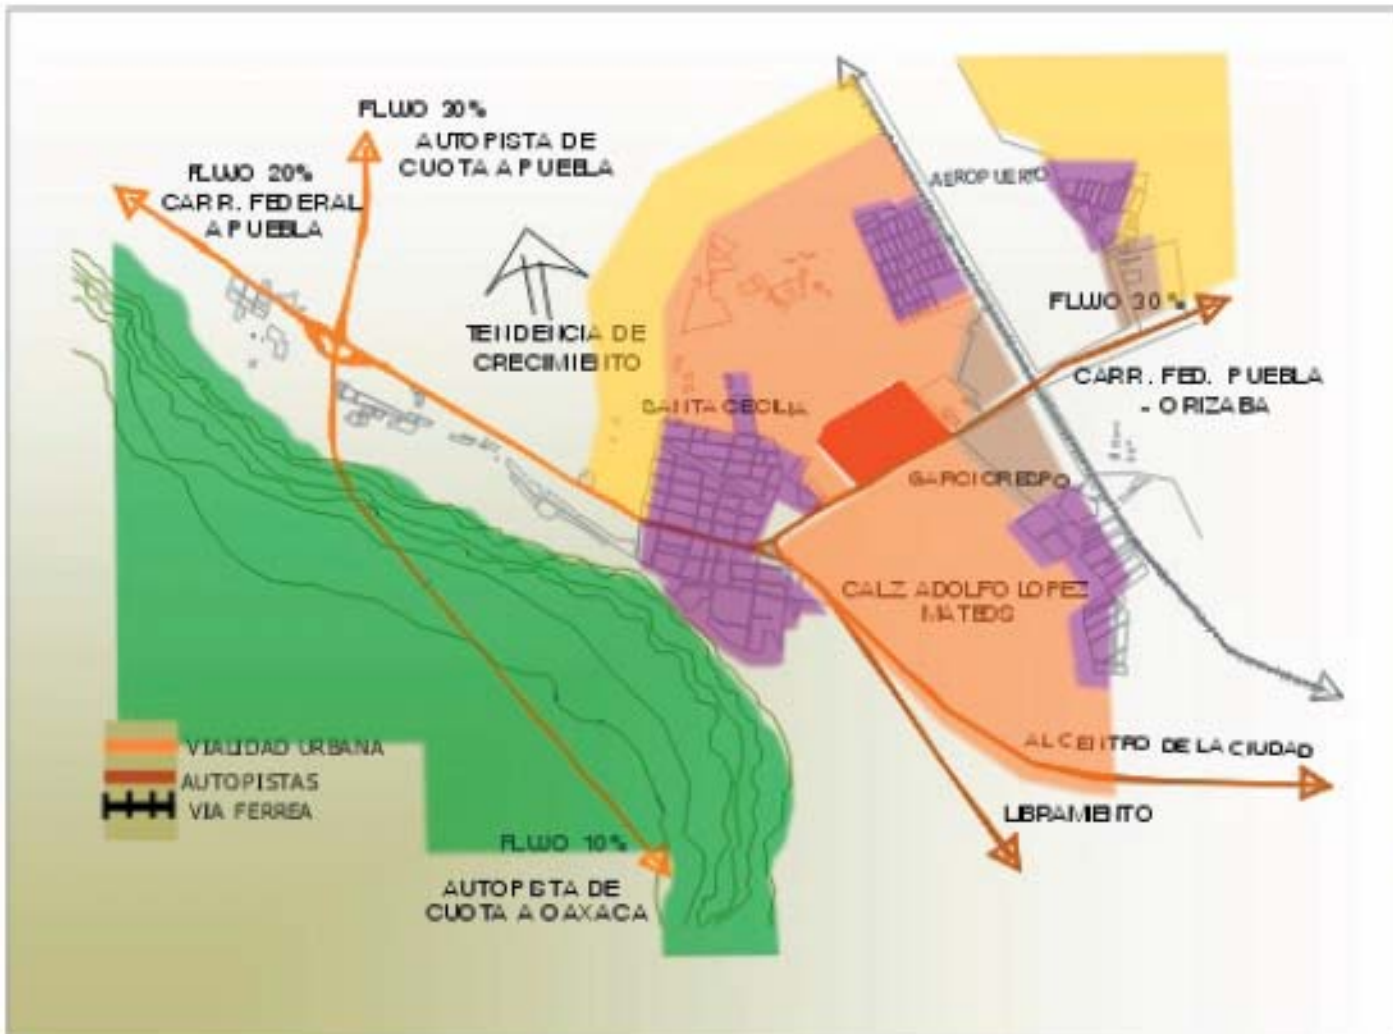 FLUJO 30%
AUTOPISTA DE
CUOTA A PUEBLA
FLUJO 20%
CARR. FEDERAL
A PUEBLA
AEROPUERTO
TENDENCIA DE
CRECIMIENTO
FLUJO 30%
CARR. FED. PUEBLA
- ORIZABA
SANTA CECILIA
GARCI CRESPO
CALZ ADOLFO LOPEZ
MATEOS
AL CENTRO DE LA CIUDAD
LIBRAMIENTO
VIALIDAD URBANA
AUTOPISTAS
VIA FERREA
FLUJO 10%
AUTOPISTA DE
CUOTA A OAXACA